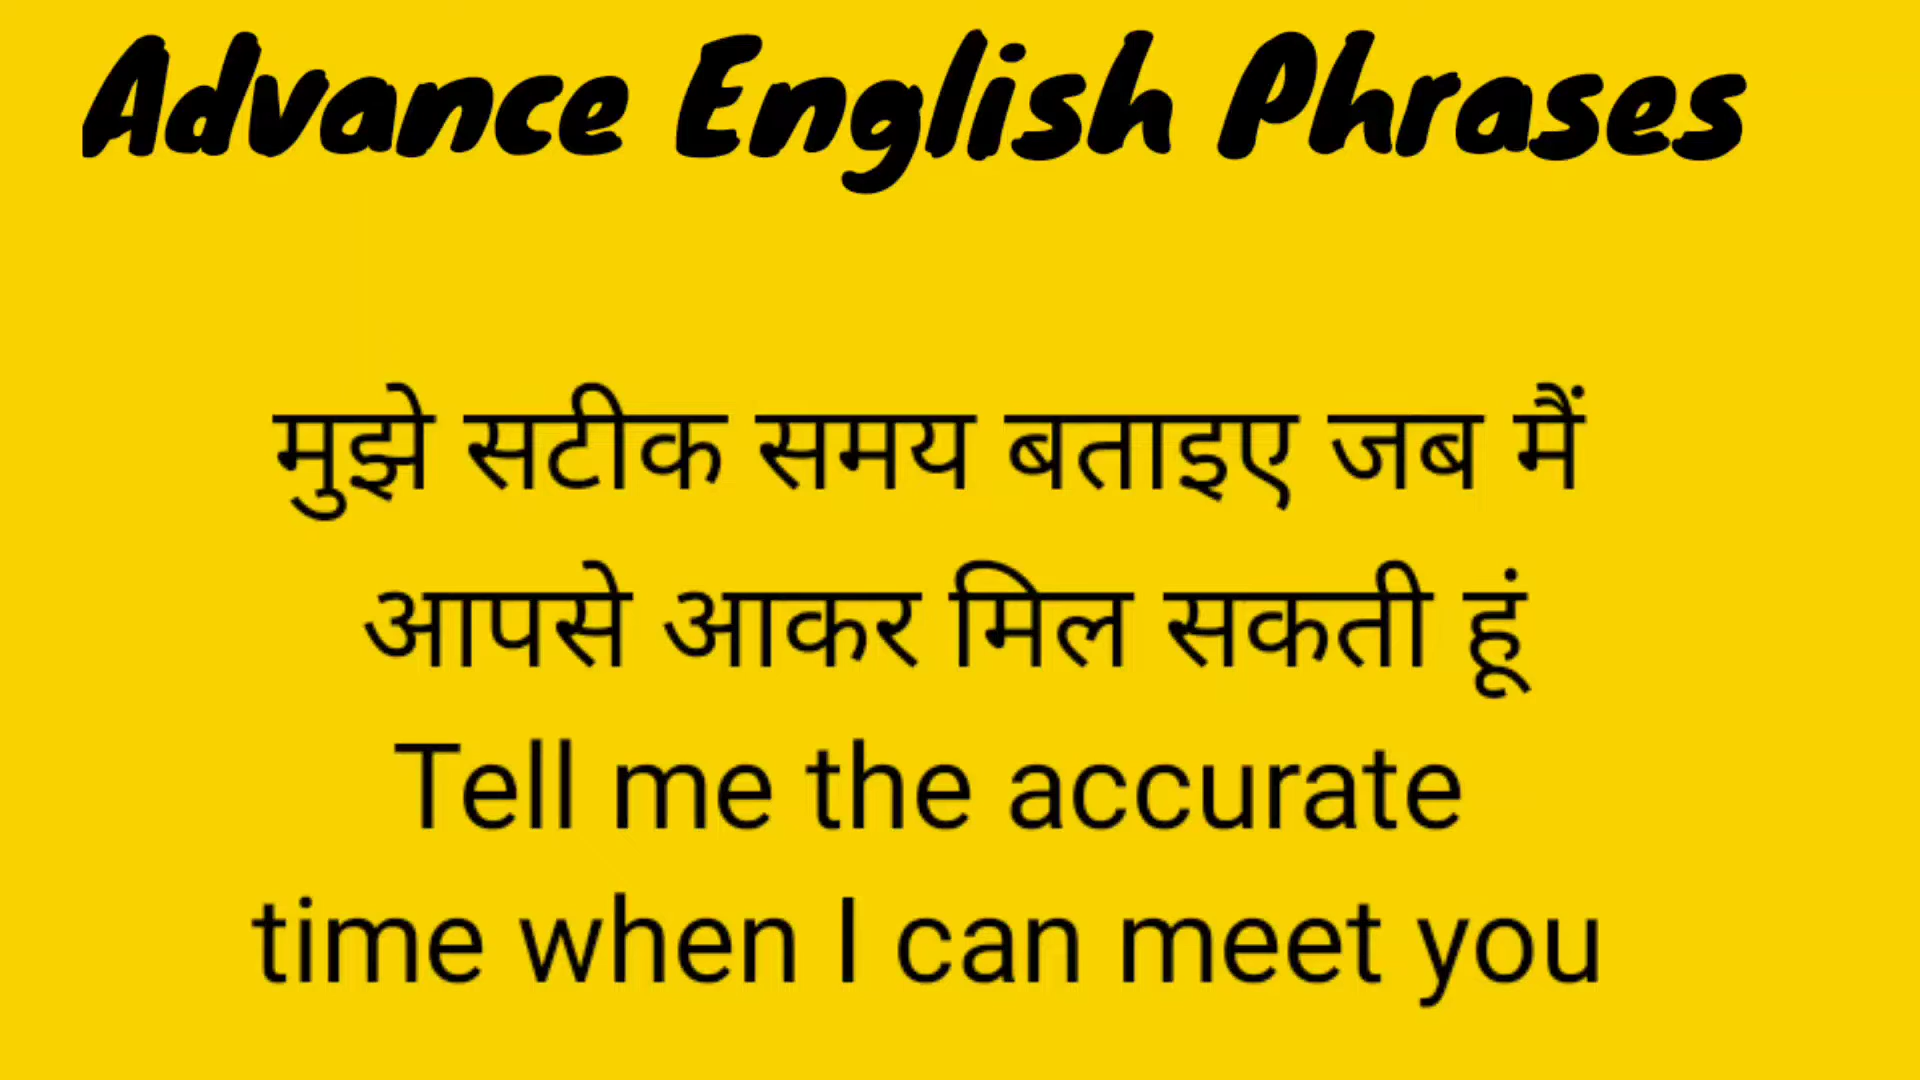 Advance English Phrases
मुझे सटीक समय बताइए जब मैं
आपसे आकर मिल सकती हूं
Tell me the accurate
time when I can meet you